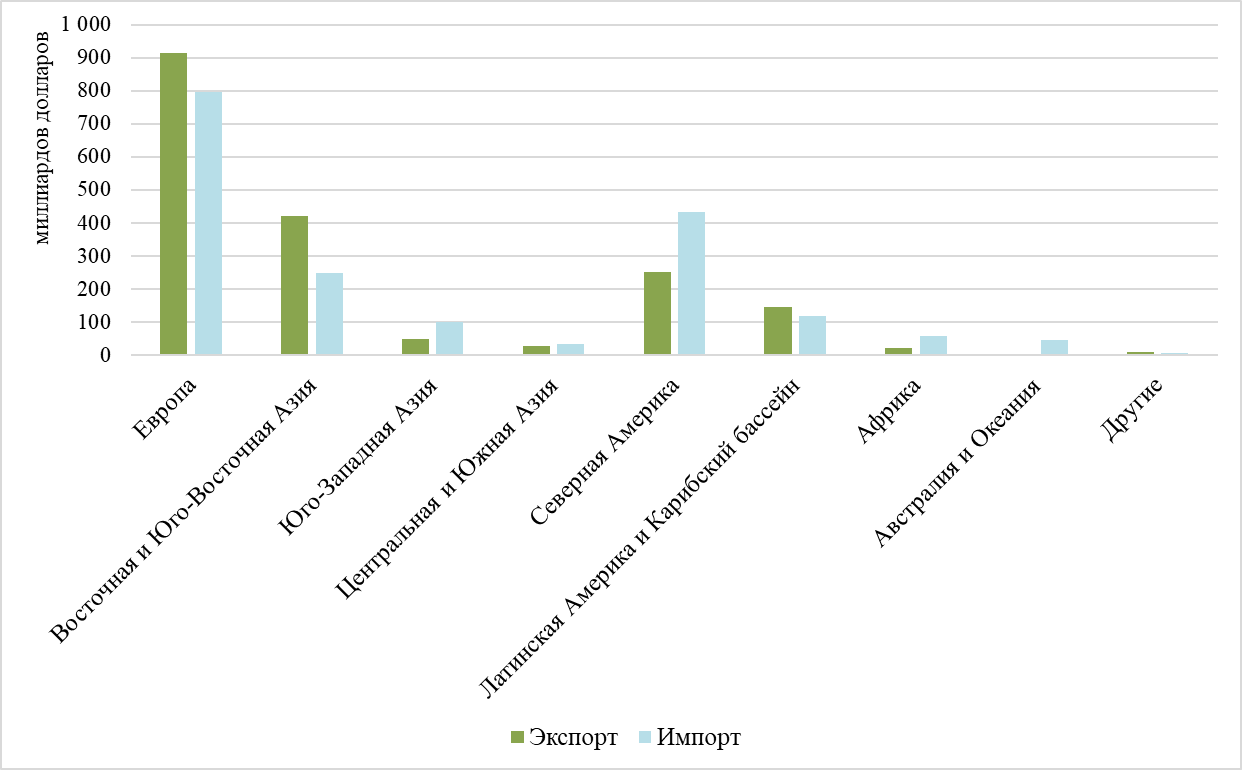 миллиардов долларов
1 000
900
800
700
600
500
400
300
200
100
0
Европа
Восточная и Юго-Восточная Азия
Юго-Западная Азия
Центральная и Южная Азия
Северная Америка
Латинская Америка и Карибский бассейн
Африка
Австралия и Океания
Другие
Экспорт
Импорт